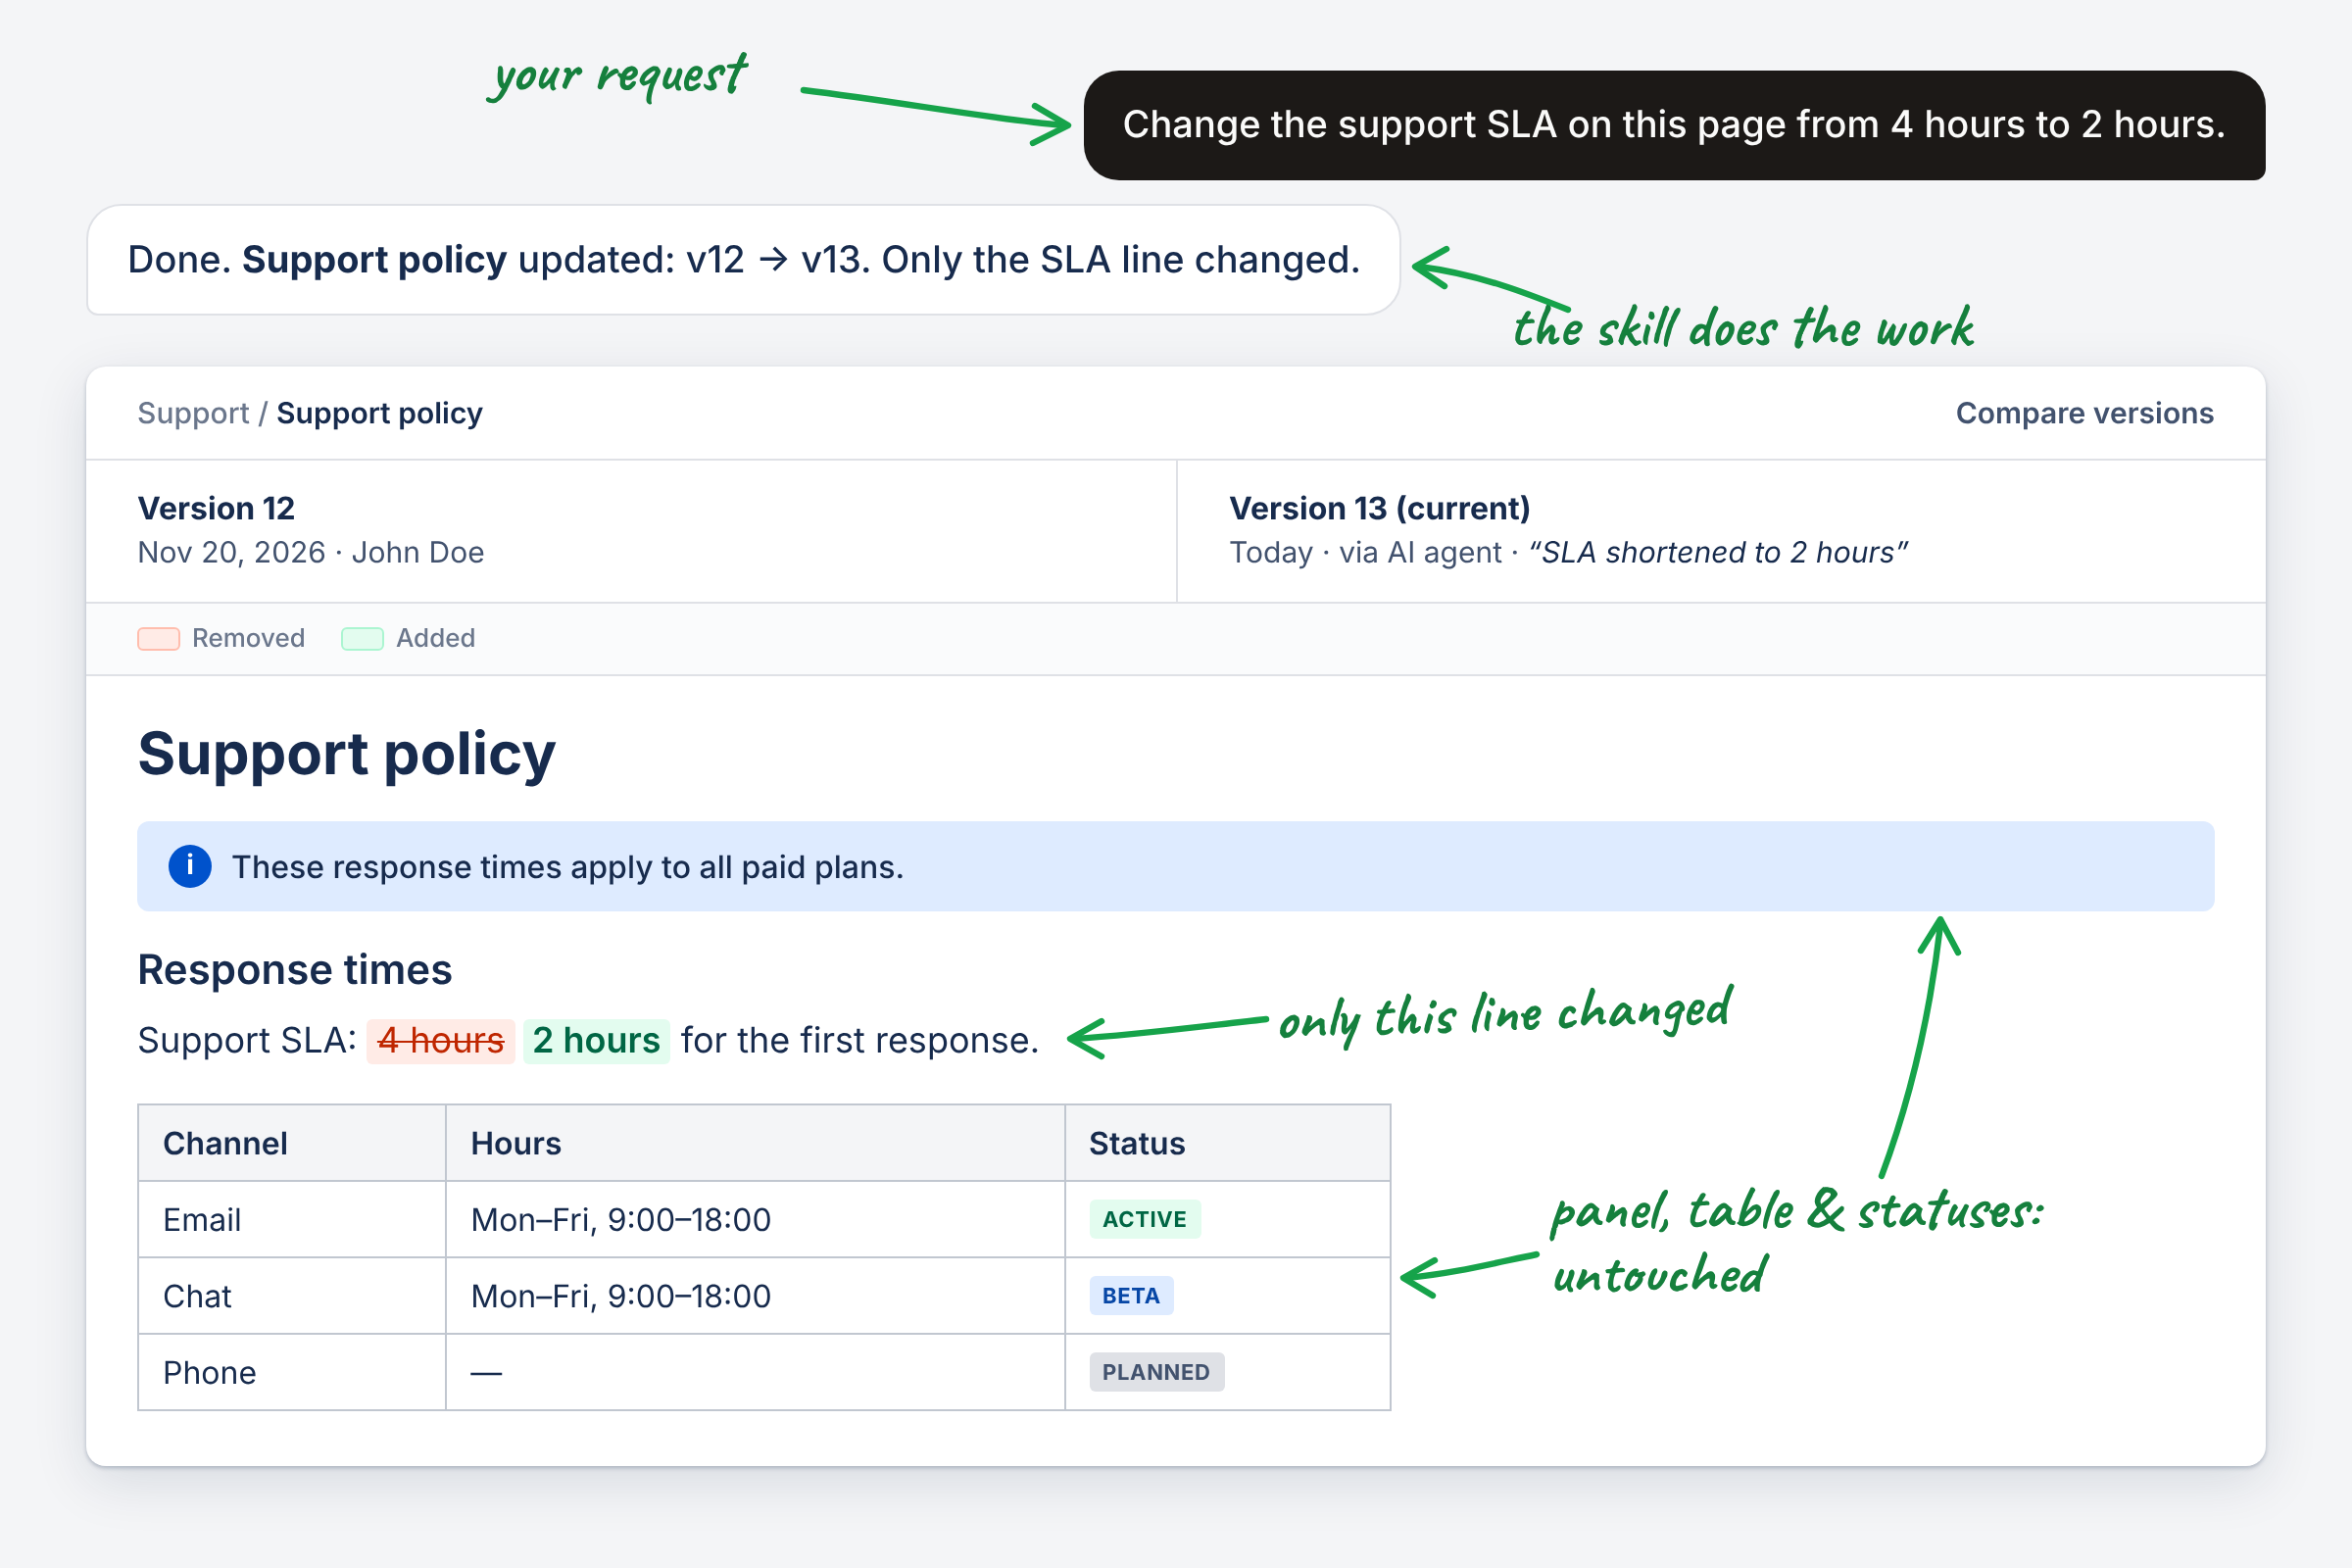 your request
Change the support SLA on this page from 4 hours to 2 hours.
Done. Support policy updated: v12 → v13. Only the SLA line changed.
the skill does the work
Support / Support policy
Compare versions
Version 12
Nov 20, 2026 · John Doe
Version 13 (current)
Today · via AI agent · “SLA shortened to 2 hours”
Removed
Added
Support policy
i
These response times apply to all paid plans.
Response times
Support SLA: 4 hours 2 hours for the first response.
only this line changed
Channel
Hours
Status
Email
Mon–Fri, 9:00–18:00
ACTIVE
Chat
Mon–Fri, 9:00–18:00
BETA
Phone
—
PLANNED
panel, table & statuses:
untouched